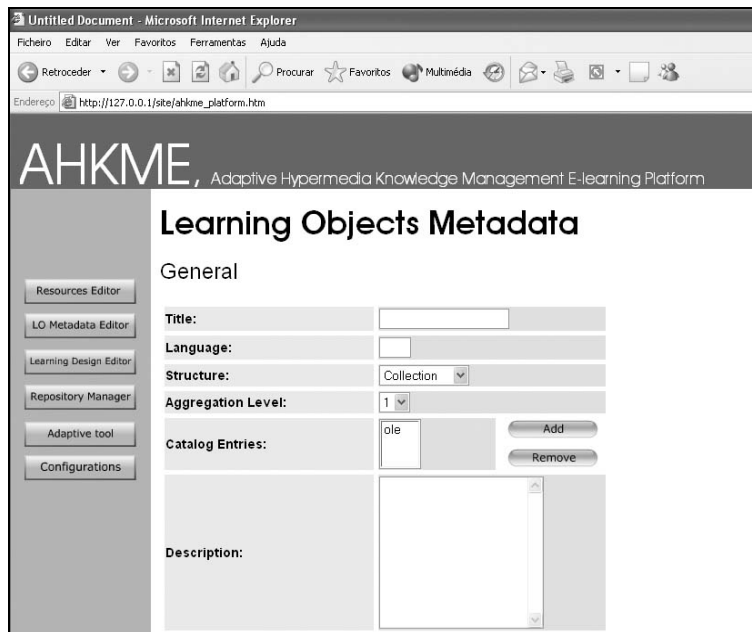 Untitled Document - Microsoft Internet Explorer
Ficheiro Editar Ver Favoritos Ferramentas Ajuda
Retroceder Procurar Favoritos Multimédia
Endereço http://127.0.0.1/site/ahkme_platform.htm
AHKME, Adaptive Hypermedia Knowledge Management E-learning Platform
Learning Objects Metadata
General
Resources Editor
LO Metadata Editor
Learning Design Editor
Repository Manager
Adaptive tool
Configurations
Title:
Language:
Structure: Collection
Aggregation Level: 1
Catalog Entries: ole Add
Remove
Description: